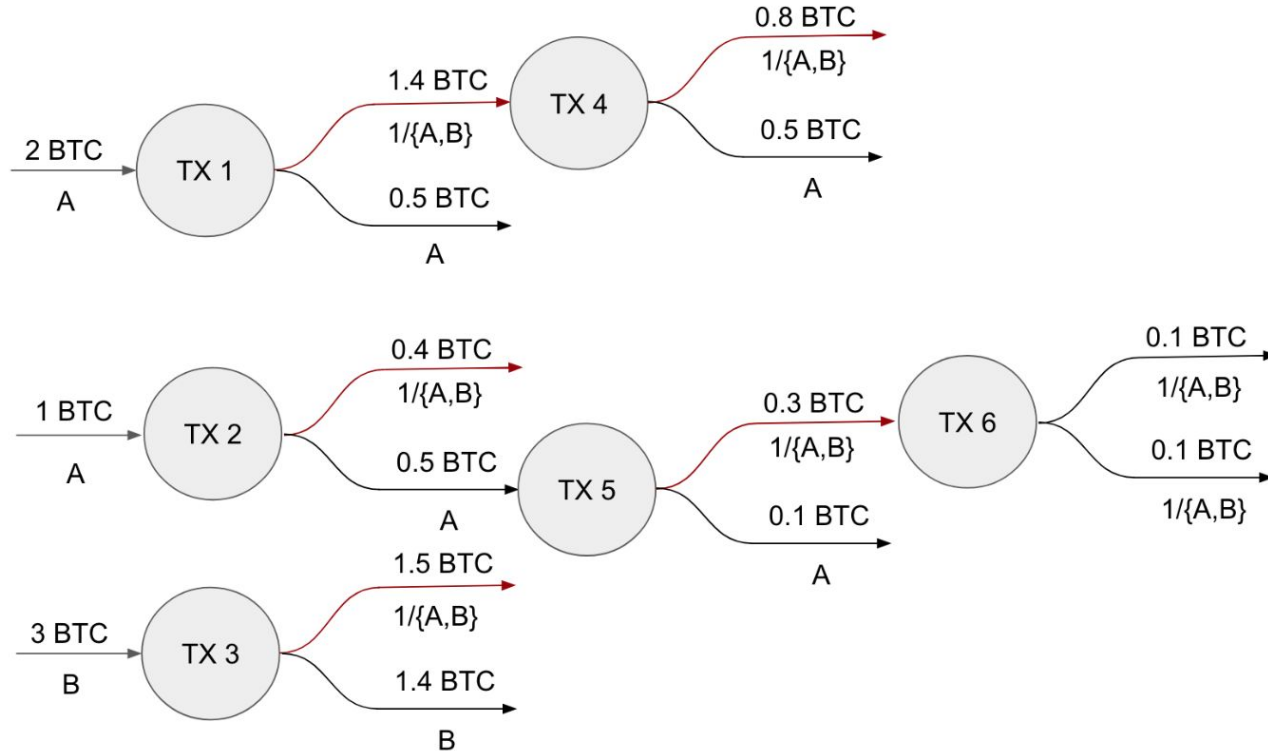 0.8 BTC
1/{A,B}
1.4 BTC
TX 4
1/{A,B}
0.5 BTC
2 BTC
TX 1
A
0.5 BTC
A
A
0.4 BTC
0.1 BTC
1/{A,B}
1/{A,B}
1 BTC
0.3 BTC
TX 2
TX 6
A
1/{A,B}
0.5 BTC
0.1 BTC
TX 5
A
0.1 BTC
1/{A,B}
1.5 BTC
A
1/{A,B}
3 BTC
TX 3
B
1.4 BTC
B